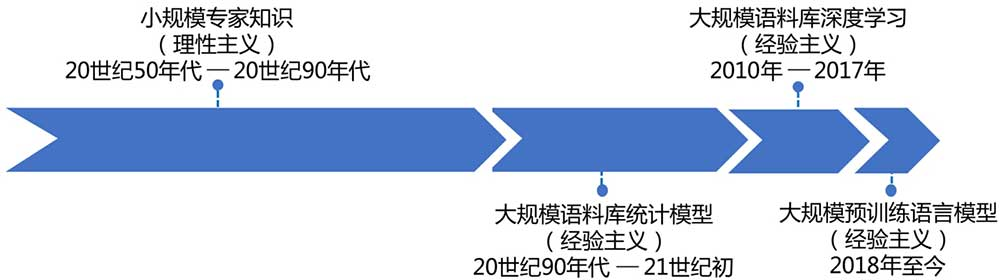 小规模专家知识
（理性主义）
20世纪50年代 — 20世纪90年代
大规模语料库深度学习
（经验主义）
2010年 — 2017年
大规模语料库统计模型
（经验主义）
20世纪90年代 — 21世纪初
大规模预训练语言模型
（经验主义）
2018年至今